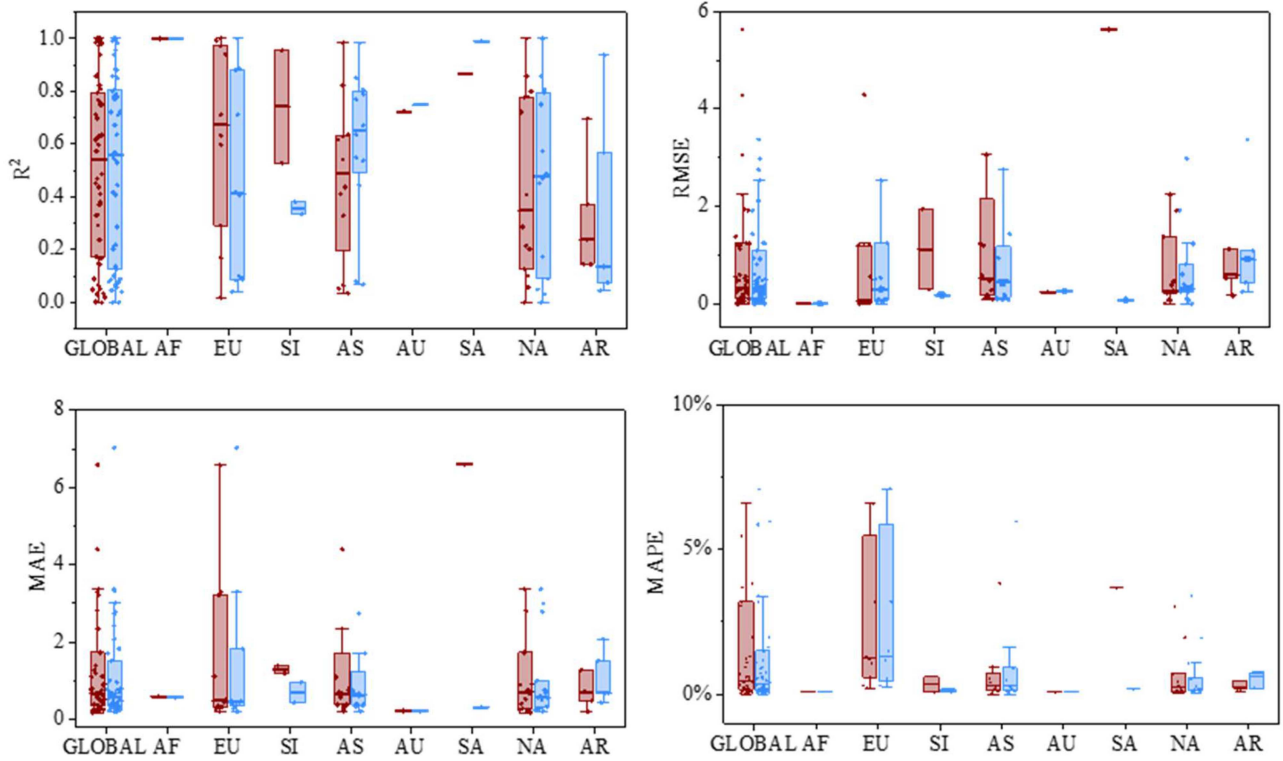 1.0
0.8
0.6
0.4
0.2
0.0
R²
GLOBAL AF EU SI AS AU SA NA AR
6
4
2
0
RMSE
GLOBAL AF EU SI AS AU SA NA AR
8
6
4
2
0
MAE
GLOBAL AF EU SI AS AU SA NA AR
10%
5%
0%
MAPE
GLOBAL AF EU SI AS AU SA NA AR